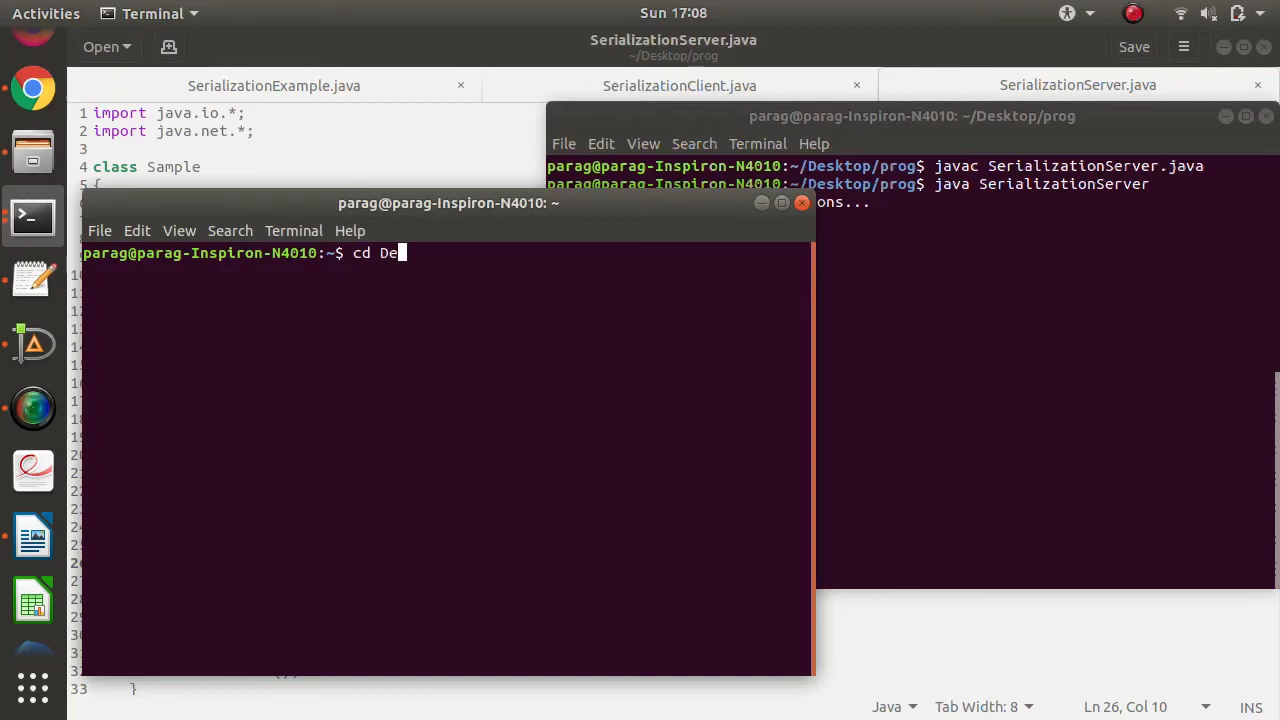 Activities Terminal Sun 17:08
Open SerializationServer.java Save
~/Desktop/prog
SerializationExample.java × SerializationClient.java × SerializationServer.java ×
1 import java.io.*;
2 import java.net.*;
3
4 class Sample
5 {
33 }
parag@parag-Inspiron-N4010: ~/Desktop/prog
File Edit View Search Terminal Help
parag@parag-Inspiron-N4010:~/Desktop/prog$ javac SerializationServer.java
parag@parag-Inspiron-N4010:~/Desktop/prog$ java SerializationServer
ons...
parag@parag-Inspiron-N4010: ~
File Edit View Search Terminal Help
parag@parag-Inspiron-N4010:~$ cd De
Java Tab Width: 8 Ln 26, Col 10 INS